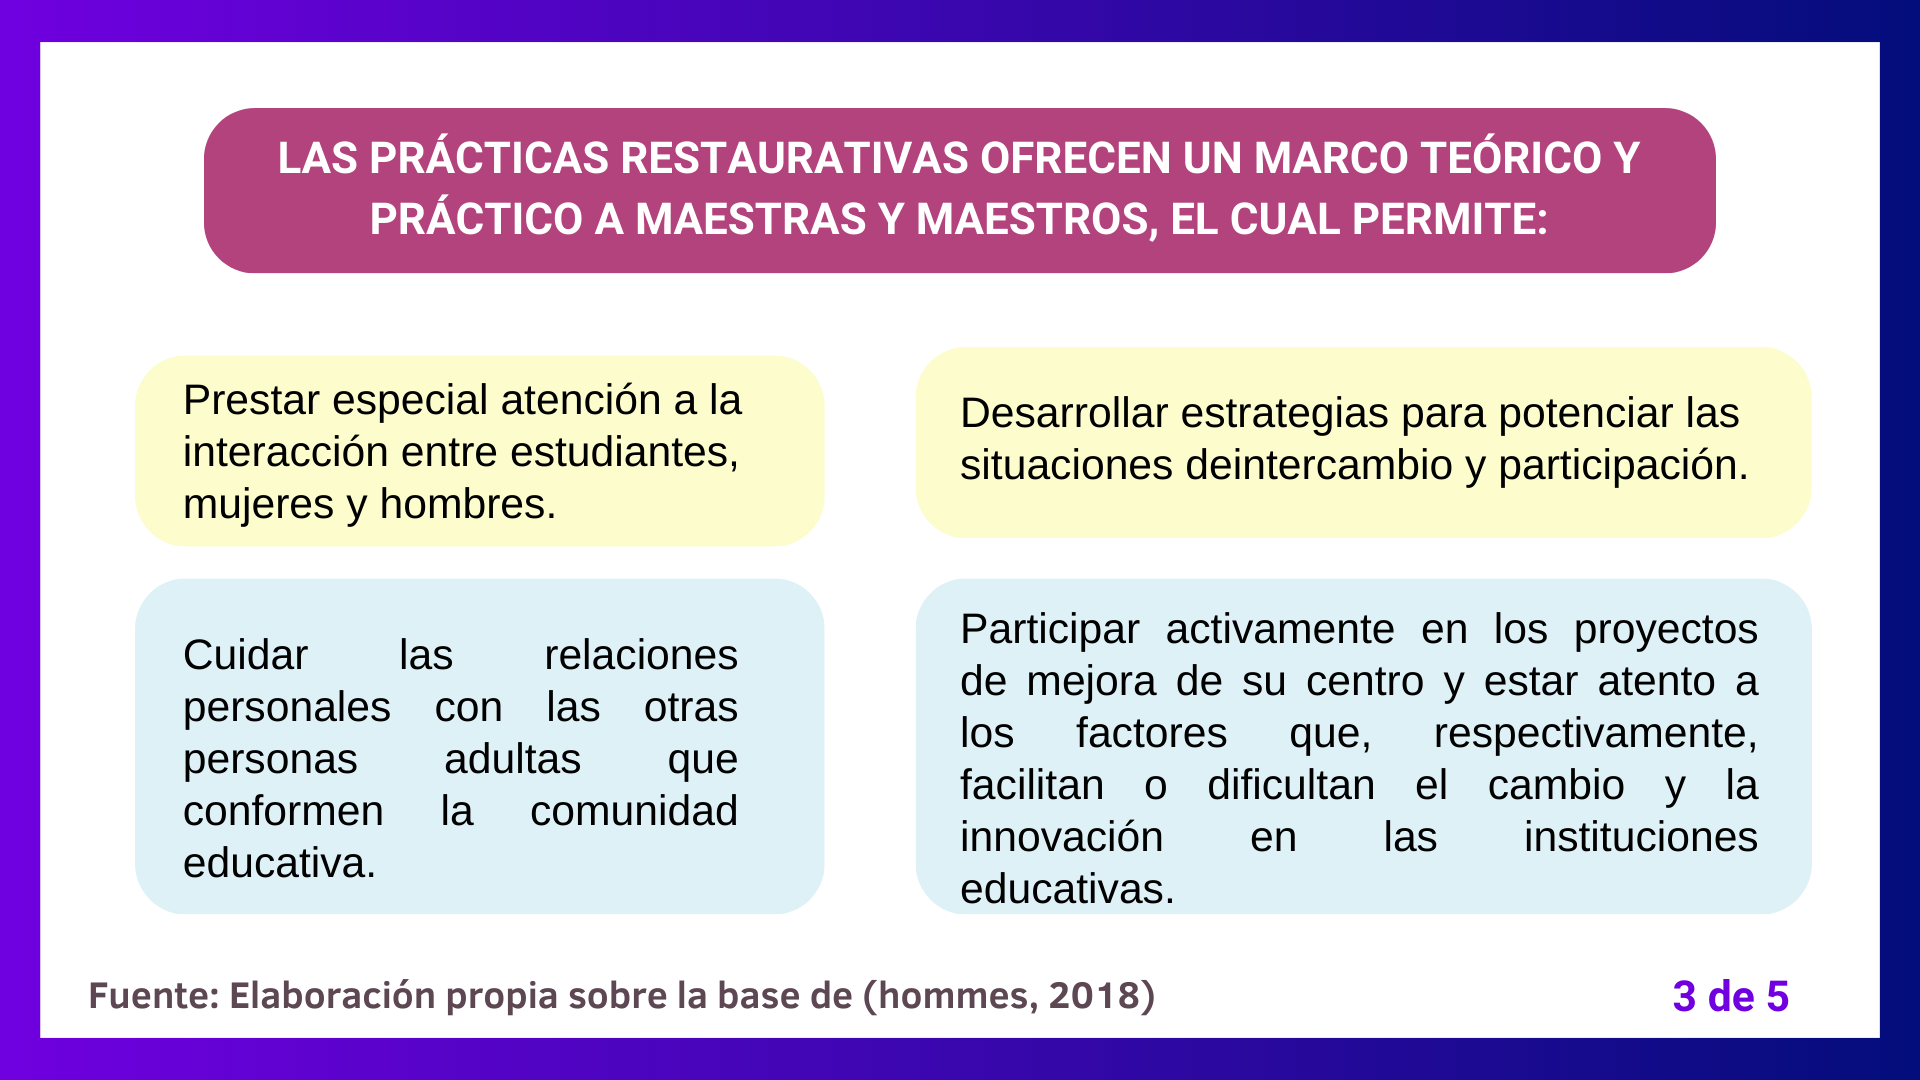 LAS PRÁCTICAS RESTAURATIVAS OFRECEN UN MARCO TEÓRICO Y
PRÁCTICO A MAESTRAS Y MAESTROS, EL CUAL PERMITE:
Prestar especial atención a la
interacción entre estudiantes,
mujeres y hombres.
Desarrollar estrategias para potenciar las
situaciones deintercambio y participación.
Cuidar las relaciones
personales con las otras
personas adultas que
conformen la comunidad
educativa.
Participar activamente en los proyectos
de mejora de su centro y estar atento a
los factores que, respectivamente,
facilitan o dificultan el cambio y la
innovación en las instituciones
educativas.
Fuente: Elaboración propia sobre la base de (hommes, 2018)
3 de 5